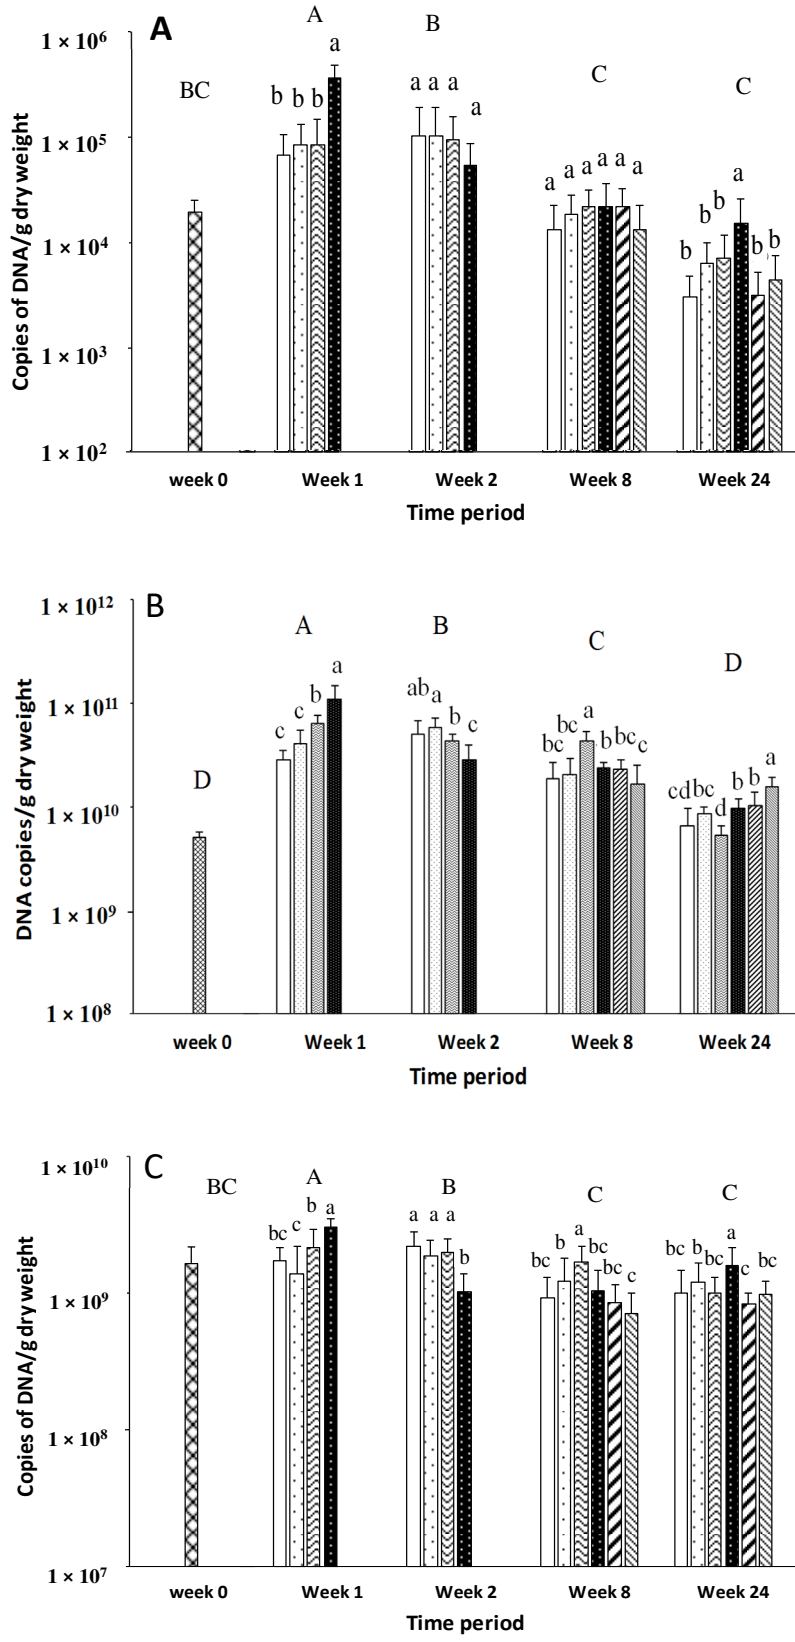 A
1 × 10⁶
1 × 10⁵
1 × 10⁴
1 × 10³
1 × 10²
Copies of DNA/g dry weight
BC A B C C
b b b a
a a a a
a a a a a a
b b b a b b
week 0 Week 1 Week 2 Week 8 Week 24
Time period
B
1 × 10¹²
1 × 10¹¹
1 × 10¹⁰
1 × 10⁹
1 × 10⁸
DNA copies/g dry weight
D A B C D
c c b a
ab a b c
bc bc a b bc c
cd bc d b b a
week 0 Week 1 Week 2 Week 8 Week 24
Time period
C
1 × 10¹⁰
1 × 10⁹
1 × 10⁸
1 × 10⁷
Copies of DNA/g dry weight
BC A B C C
bc c b a
a a a b
bc b a bc bc c
bc b bc a c bc
week 0 Week 1 Week 2 Week 8 Week 24
Time period